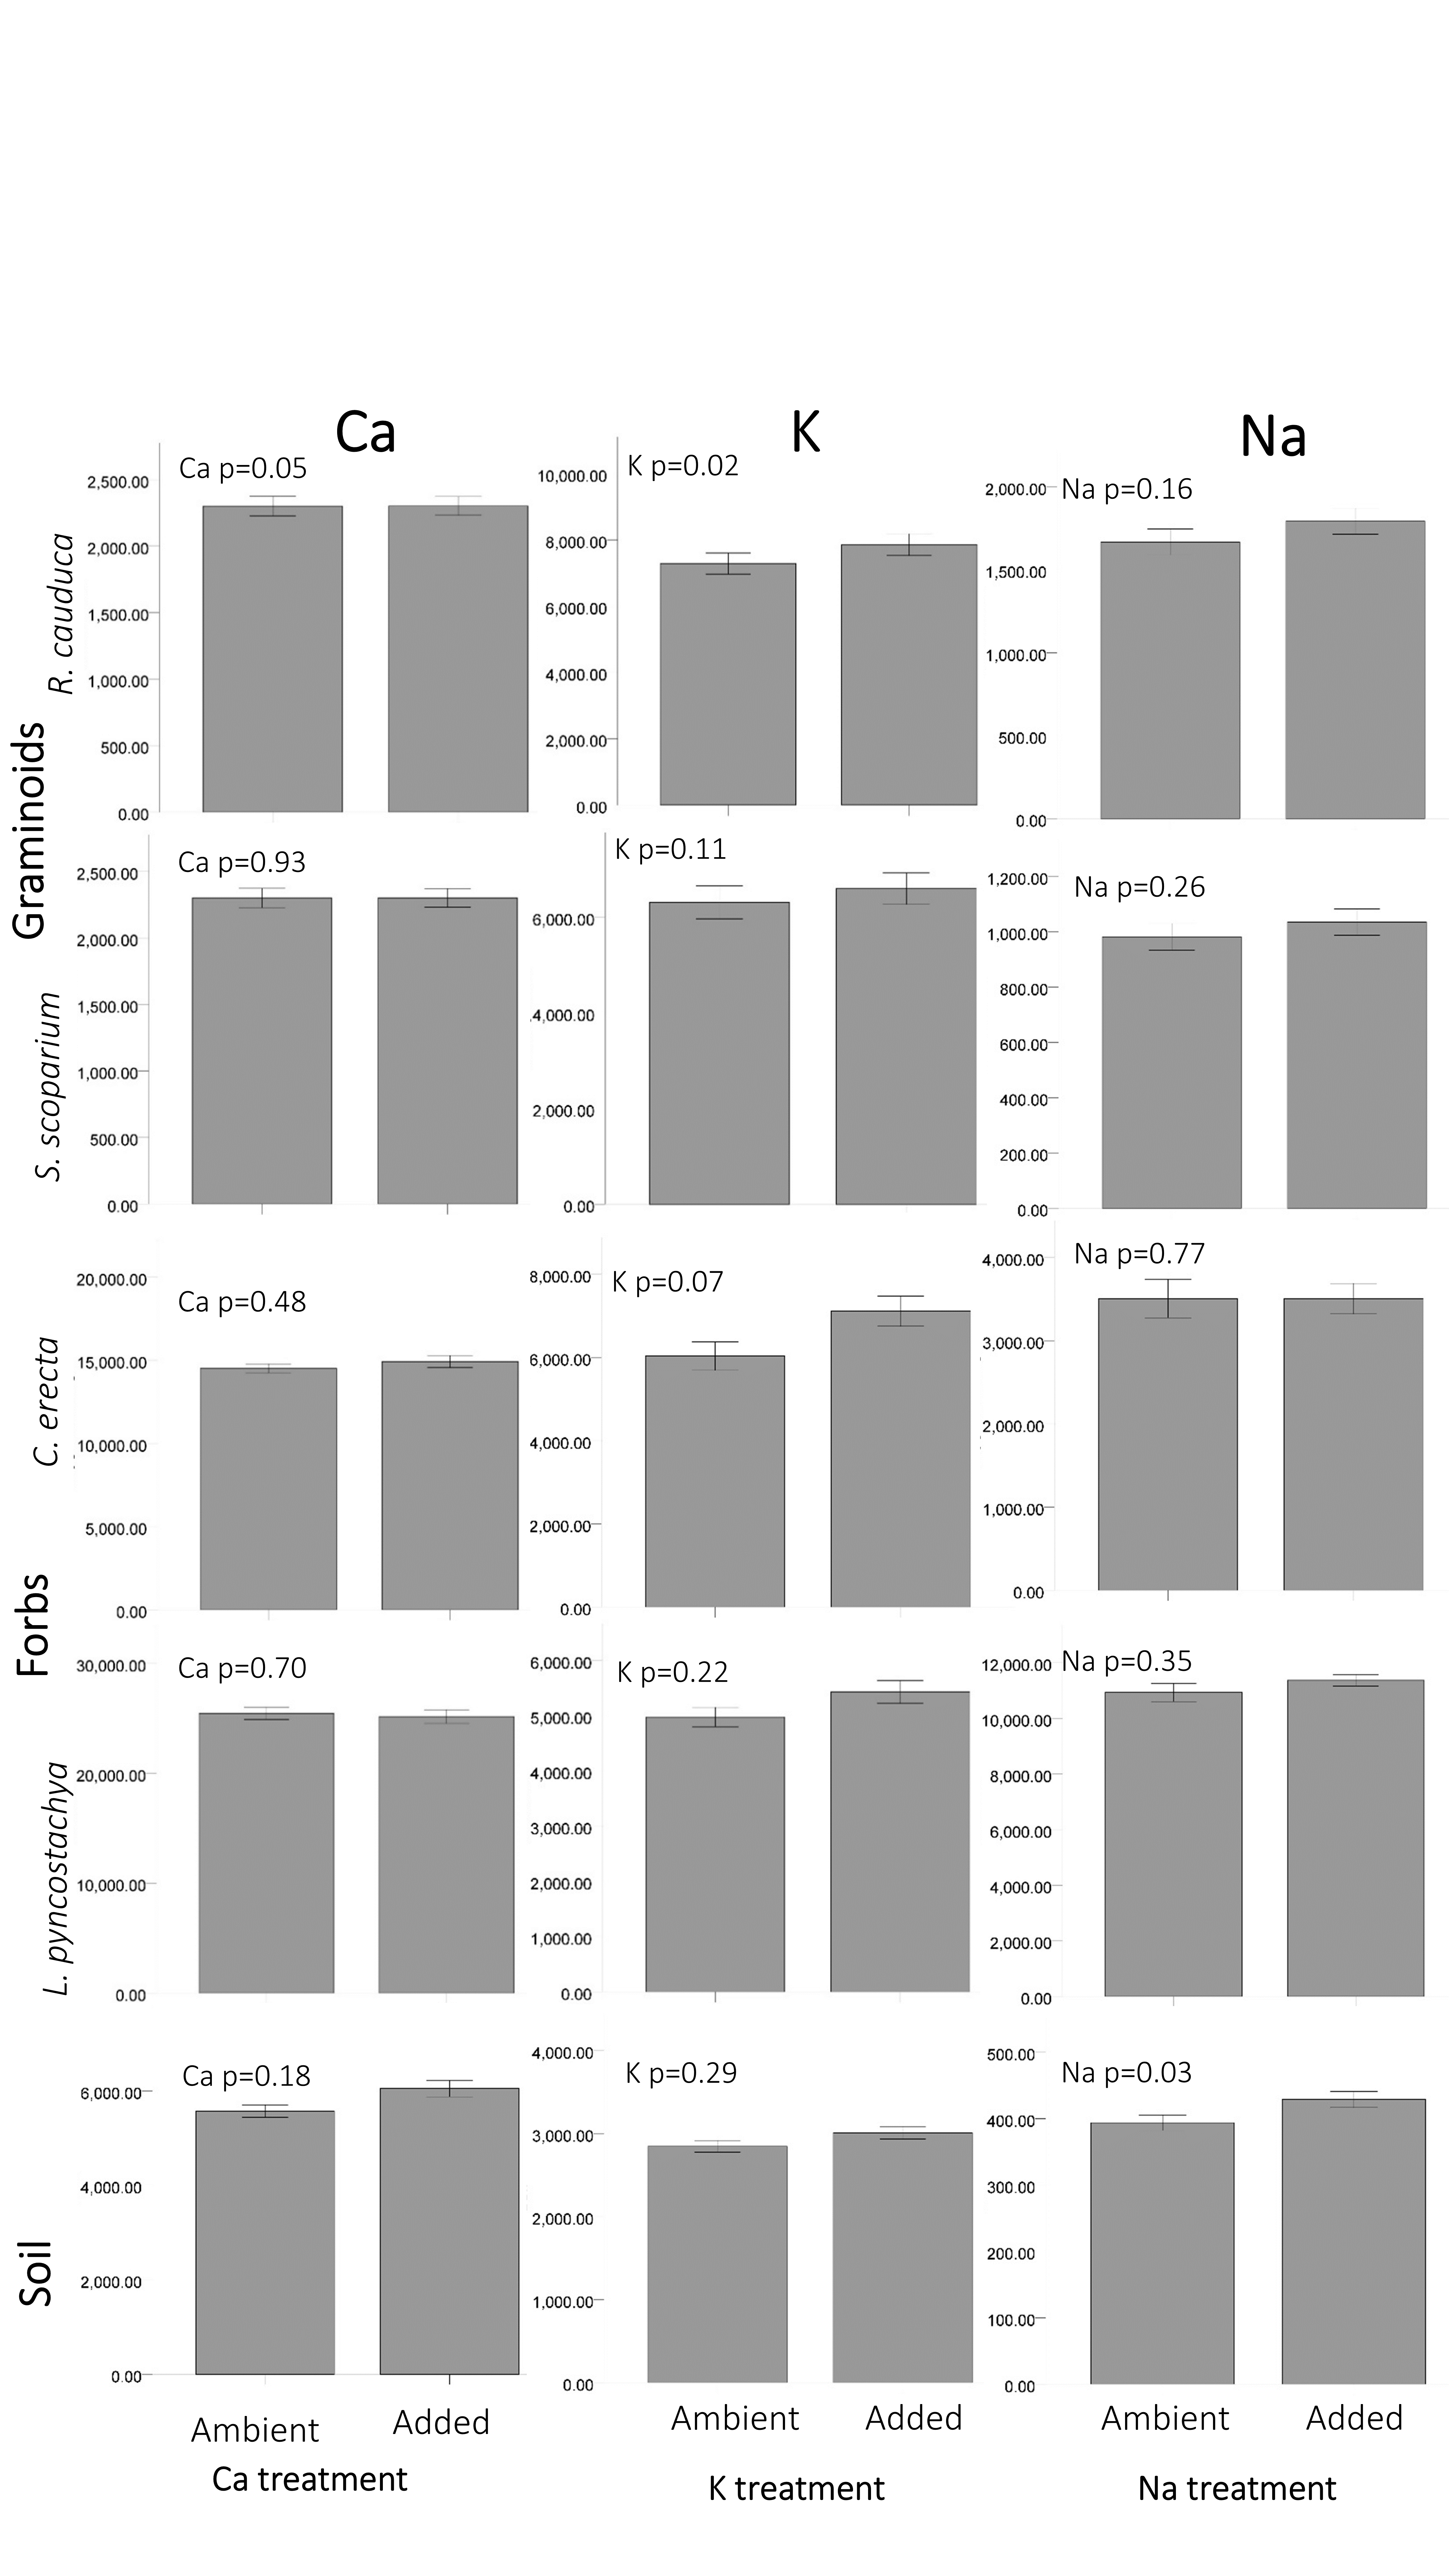 Ca K Na
Graminoids
R. cauduca
Ca p=0.05
2,500.00
2,000.00
1,500.00
1,000.00
500.00
0.00
K p=0.02
10,000.00
8,000.00
6,000.00
4,000.00
2,000.00
0.00
Na p=0.16
2,000.00
1,500.00
1,000.00
500.00
0.00
S. scoparium
Ca p=0.93
2,500.00
2,000.00
1,500.00
1,000.00
500.00
0.00
K p=0.11
6,000.00
4,000.00
2,000.00
0.00
Na p=0.26
1,200.00
1,000.00
800.00
600.00
400.00
200.00
0.00
Forbs
C. erecta
Ca p=0.48
20,000.00
15,000.00
10,000.00
5,000.00
0.00
K p=0.07
8,000.00
6,000.00
4,000.00
2,000.00
0.00
Na p=0.77
4,000.00
3,000.00
2,000.00
1,000.00
0.00
L. pyncostachya
Ca p=0.70
30,000.00
20,000.00
10,000.00
0.00
K p=0.22
6,000.00
5,000.00
4,000.00
3,000.00
2,000.00
1,000.00
0.00
Na p=0.35
12,000.00
10,000.00
8,000.00
6,000.00
4,000.00
2,000.00
0.00
Soil
Ca p=0.18
6,000.00
4,000.00
2,000.00
0.00
K p=0.29
4,000.00
3,000.00
2,000.00
1,000.00
0.00
Na p=0.03
500.00
400.00
300.00
200.00
100.00
0.00
Ambient Added
Ca treatment
Ambient Added
K treatment
Ambient Added
Na treatment